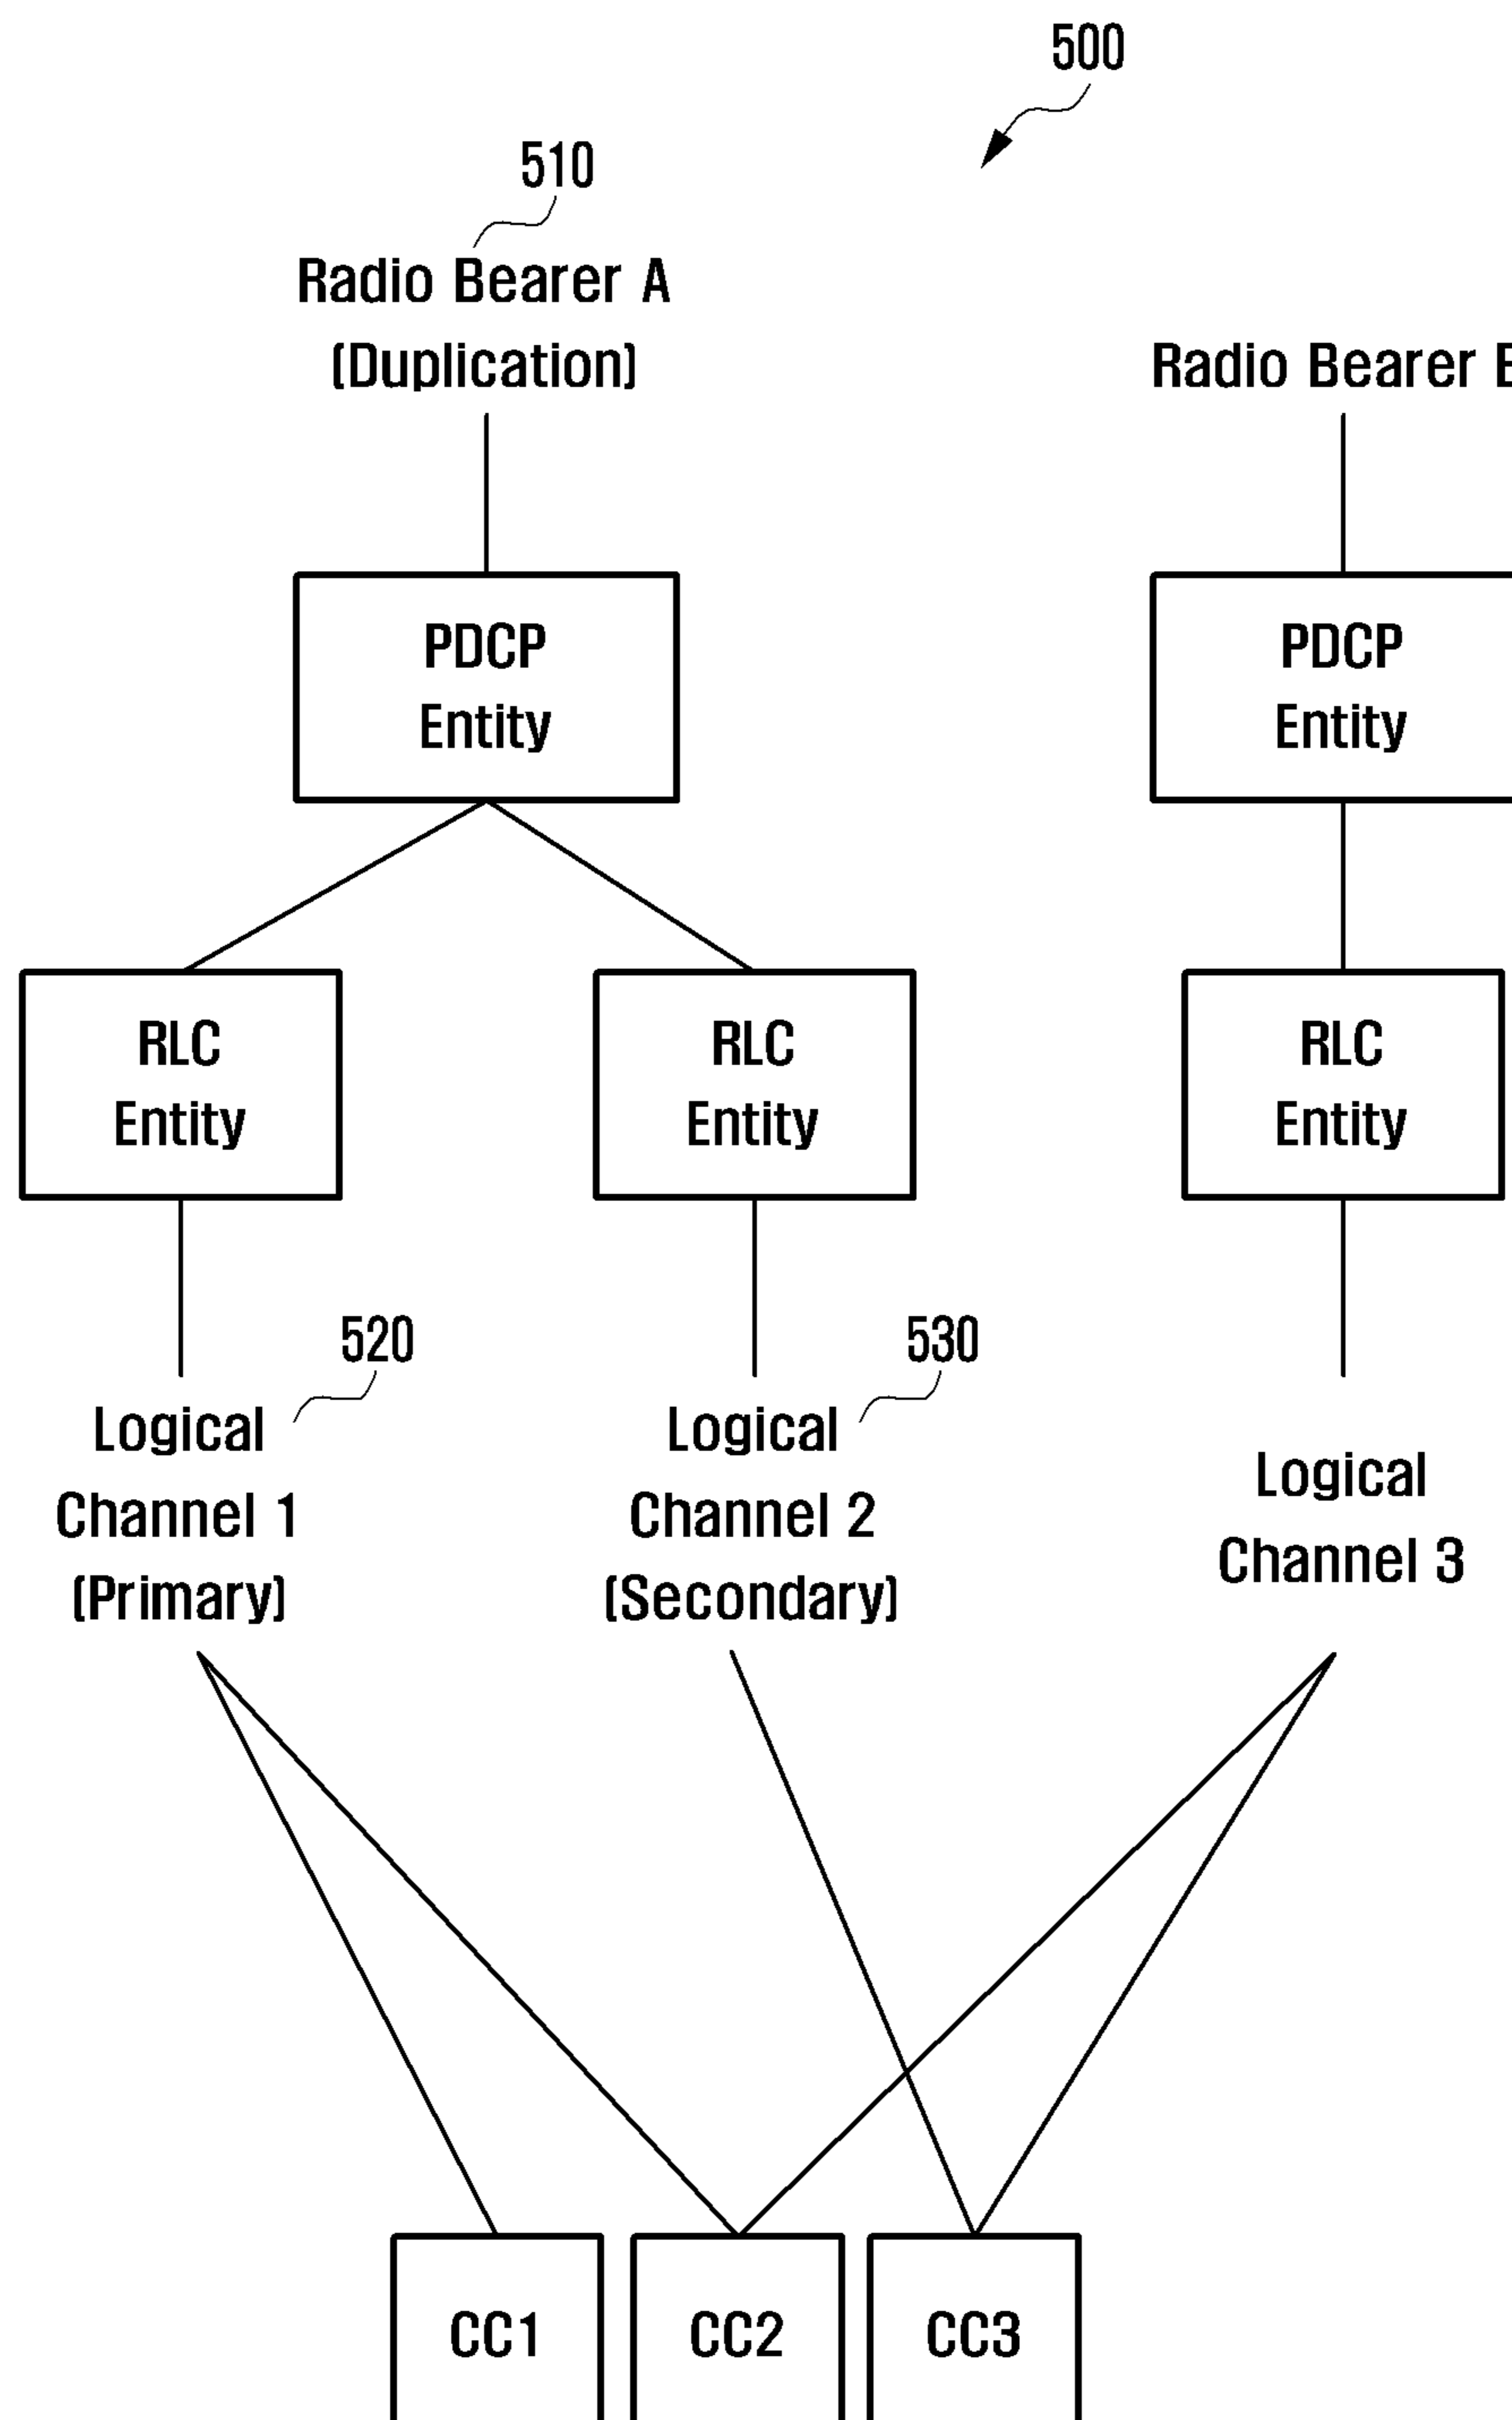 500
510
Radio Bearer A
(Duplication)
Radio Bearer
PDCP
Entity
PDCP
Entity
RLC
Entity
RLC
Entity
RLC
Entity
520
530
Logical
Channel 1
(Primary)
Logical
Channel 2
(Secondary)
Logical
Channel 3
CC1
CC2
CC3